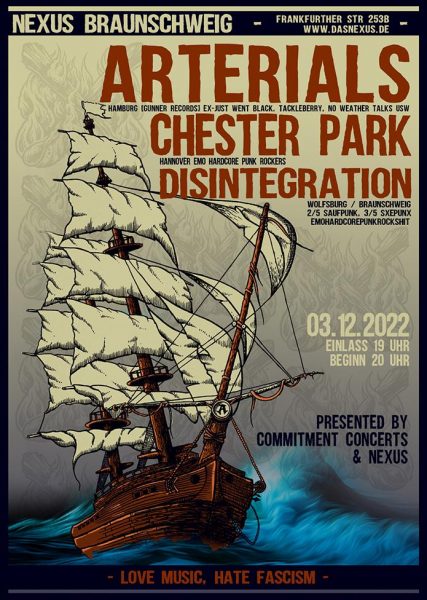 NEXUS BRAUNSCHWEIG - FRANKFURTHER STR 253B -
WWW.DASNEXUS.DE
ARTERIALS
HAMBURG (GUNNER RECORDS) EX-JUST WENT BLACK, TACKLEBERRY, NO WEATHER TALKS USW
CHESTER PARK
HANNOVER EMO HARDCORE PUNK ROCKERS
DISINTEGRATION
WOLFSBURG / BRAUNSCHWEIG
2/5 SAUFPUNX, 3/5 SXEPUNX
EMOHARDCOREPUNKROCKSHIT
03.12.2022
EINLASS 19 UHR
BEGINN 20 UHR
PRESENTED BY
COMMITMENT CONCERTS
& NEXUS
- LOVE MUSIC, HATE FASCISM -